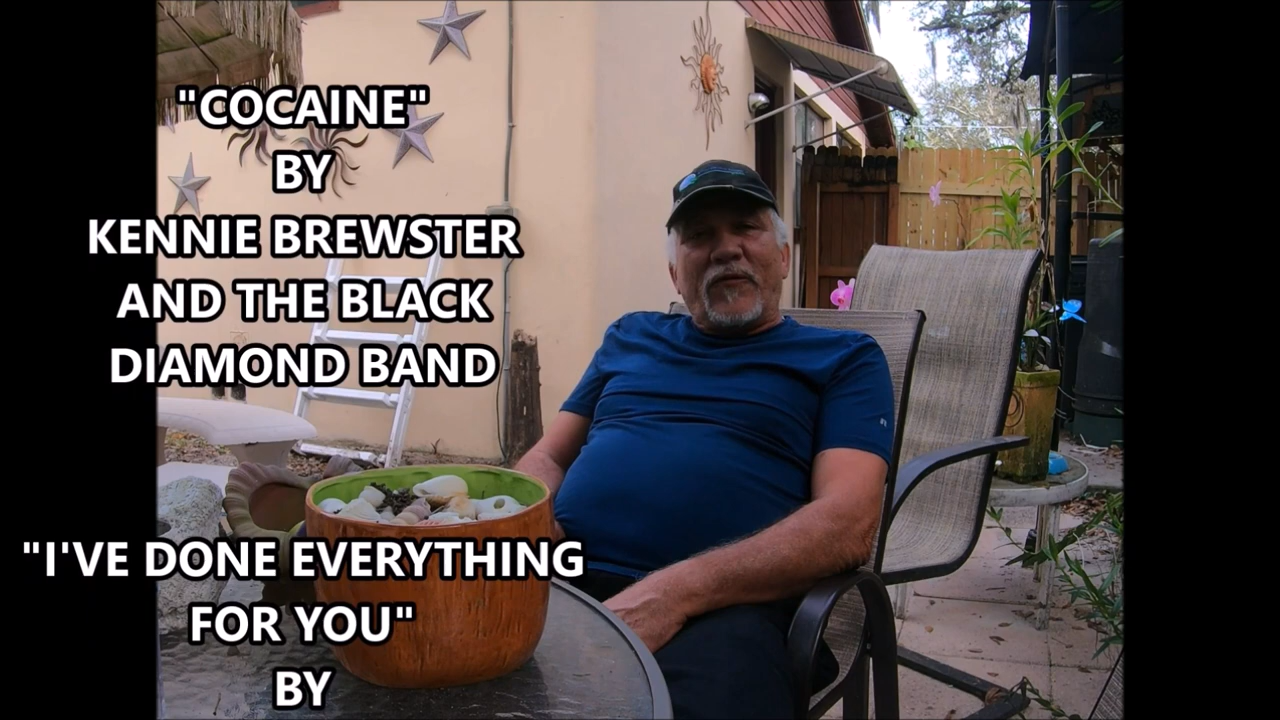 "COCAINE"
BY
KENNIE BREWSTER
AND THE BLACK
DIAMOND BAND
"I'VE DONE EVERYTHING
FOR YOU"
BY